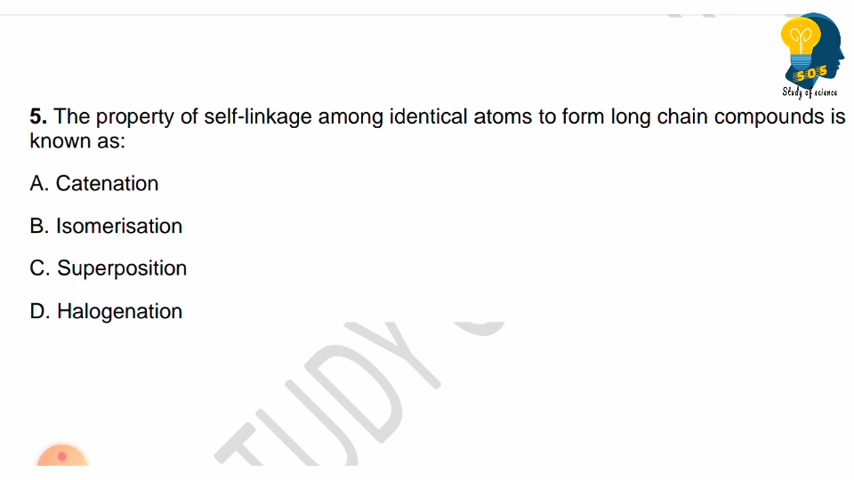 SOS
Study of science
5. The property of self-linkage among identical atoms to form long chain compounds is
known as:
A. Catenation
B. Isomerisation
C. Superposition
D. Halogenation